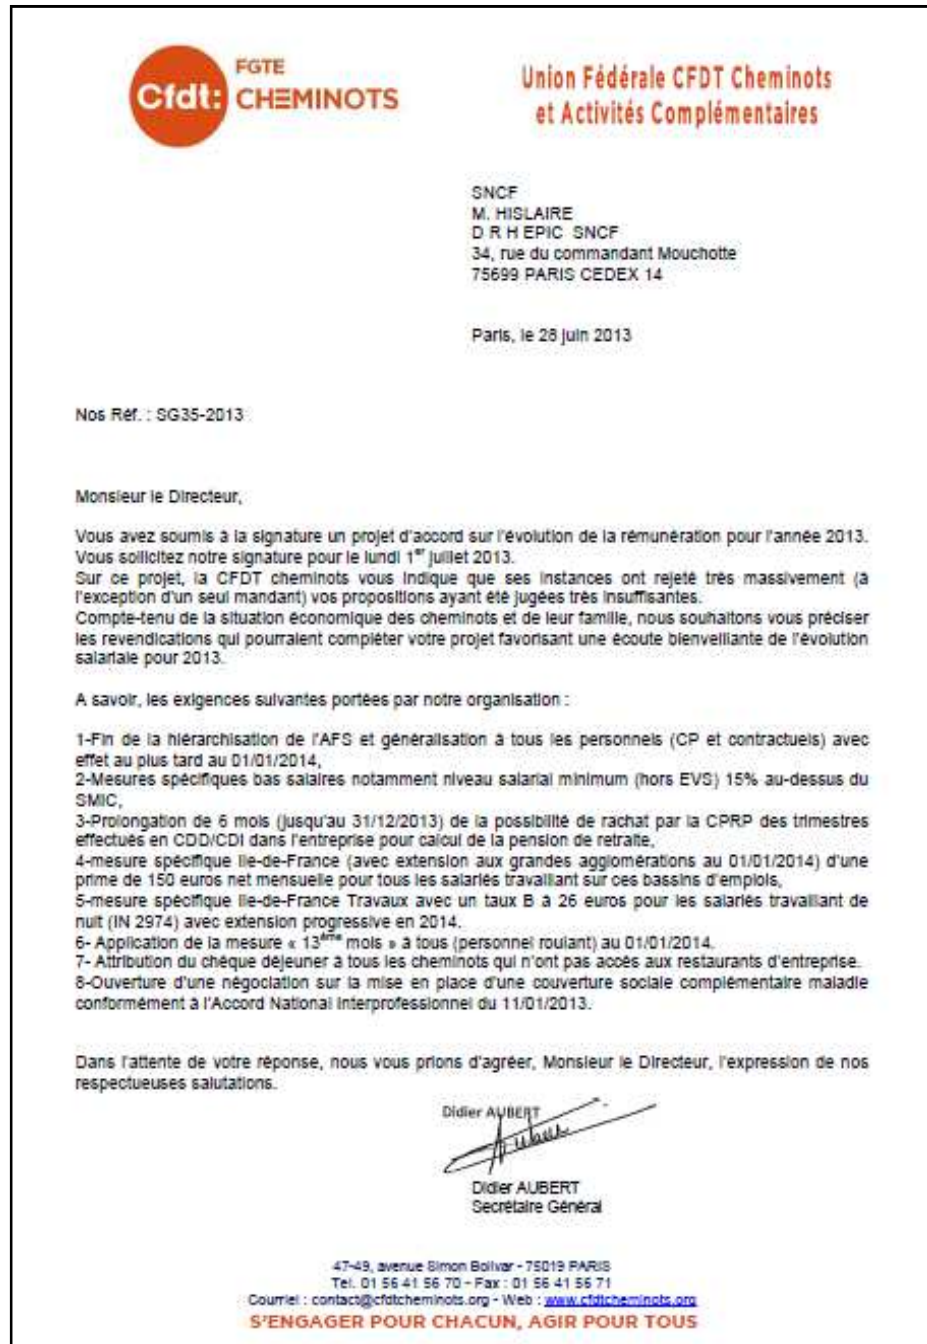 FGTE
Cfdt: CHEMINOTS
Union Fédérale CFDT Cheminots
et Activités Complémentaires
SNCF
M. HISLAIRE
D R H EPIC SNCF
34, rue du commandant Mouchotte
75699 PARIS CEDEX 14
Paris, le 28 juin 2013
Nos Réf. : SG35-2013
Monsieur le Directeur,
Vous avez soumis à la signature un projet d'accord sur l'évolution de la rémunération pour l'année 2013.
Vous sollicitez notre signature pour le lundi 1er juillet 2013.
Sur ce projet, la CFDT cheminots vous indique que ses instances ont rejeté très massivement (à
l'exception d'un seul mandant) vos propositions ayant été jugées très insuffisantes.
Compte-tenu de la situation économique des cheminots et de leur famille, nous souhaitons vous préciser
les revendications qui pourraient compléter votre projet favorisant une écoute bienveillante de l'évolution
salariale pour 2013.
A savoir, les exigences suivantes portées par notre organisation :
1-Fin de la hiérarchisation de l'AFS et généralisation à tous les personnels (CP et contractuels) avec
effet au plus tard au 01/01/2014,
2-Mesures spécifiques bas salaires notamment niveau salarial minimum (hors EVS) 15% au-dessus du
SMIC,
3-Prolongation de 6 mois (jusqu'au 31/12/2013) de la possibilité de rachat par la CPRP des trimestres
effectués en CDD/CDI dans l'entreprise pour calcul de la pension de retraite,
4-mesure spécifique Ile-de-France (avec extension aux grandes agglomérations au 01/01/2014) d'une
prime de 150 euros net mensuelle pour tous les salariés travaillant sur ces bassins d'emplois,
5-mesure spécifique Ile-de-France Travaux avec un taux B à 26 euros pour les salariés travaillant de
nuit (IN 2974) avec extension progressive en 2014.
6- Application de la mesure « 13ème mois » à tous (personnel roulant) au 01/01/2014.
7- Attribution du chèque déjeuner à tous les cheminots qui n'ont pas accès aux restaurants d'entreprise.
8-Ouverture d'une négociation sur la mise en place d'une couverture sociale complémentaire maladie
conformément à l'Accord National Interprofessionnel du 11/01/2013.
Dans l'attente de votre réponse, nous vous prions d'agréer, Monsieur le Directeur, l'expression de nos
respectueuses salutations.
Didier AUBERT
Didier AUBERT
Secrétaire Général
47-49, avenue Simon Bolivar - 75019 PARIS
Tel. 01 56 41 56 70 - Fax : 01 56 41 56 71
Courriel : contact@cfdtcheminots.org - Web : www.cfdtcheminots.org
S'ENGAGER POUR CHACUN, AGIR POUR TOUS